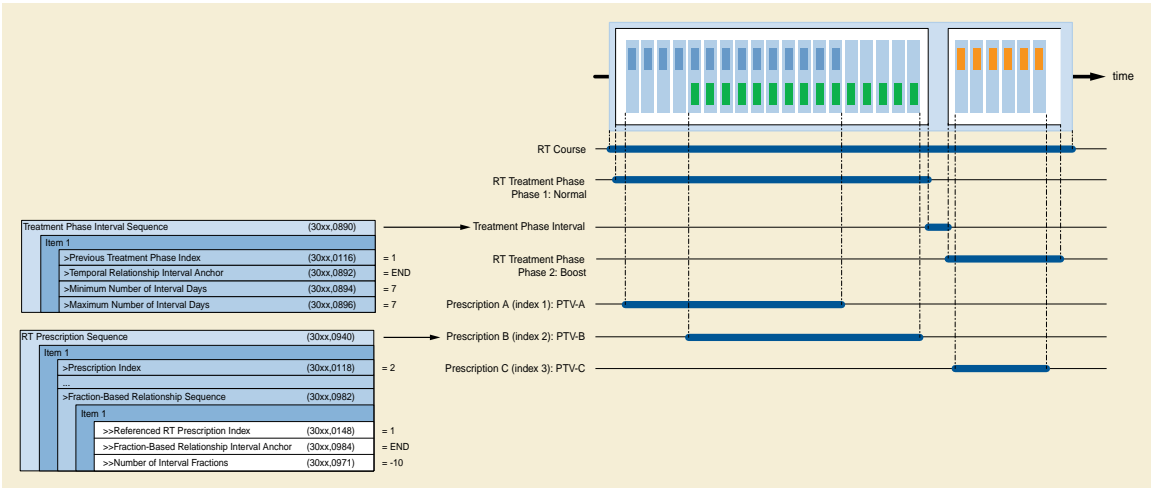 time
RT Course
RT Treatment Phase
Phase 1: Normal
Treatment Phase Interval Sequence (30xx,0890)
Treatment Phase Interval
Item 1
>Previous Treatment Phase Index (30xx,0116) = 1
>Temporal Relationship Interval Anchor (30xx,0892) = END
>Minimum Number of Interval Days (30xx,0894) = 7
>Maximum Number of Interval Days (30xx,0896) = 7
RT Treatment Phase
Phase 2: Boost
Prescription A (index 1): PTV-A
RT Prescription Sequence (30xx,0940)
Prescription B (index 2): PTV-B
Item 1
>Prescription Index (30xx,0118) = 2
...
>Fraction-Based Relationship Sequence (30xx,0982)
Item 1
>>Referenced RT Prescription Index (30xx,0148) = 1
>>Fraction-Based Relationship Interval Anchor (30xx,0984) = END
>>Number of Interval Fractions (30xx,0971) = -10
Prescription C (index 3): PTV-C